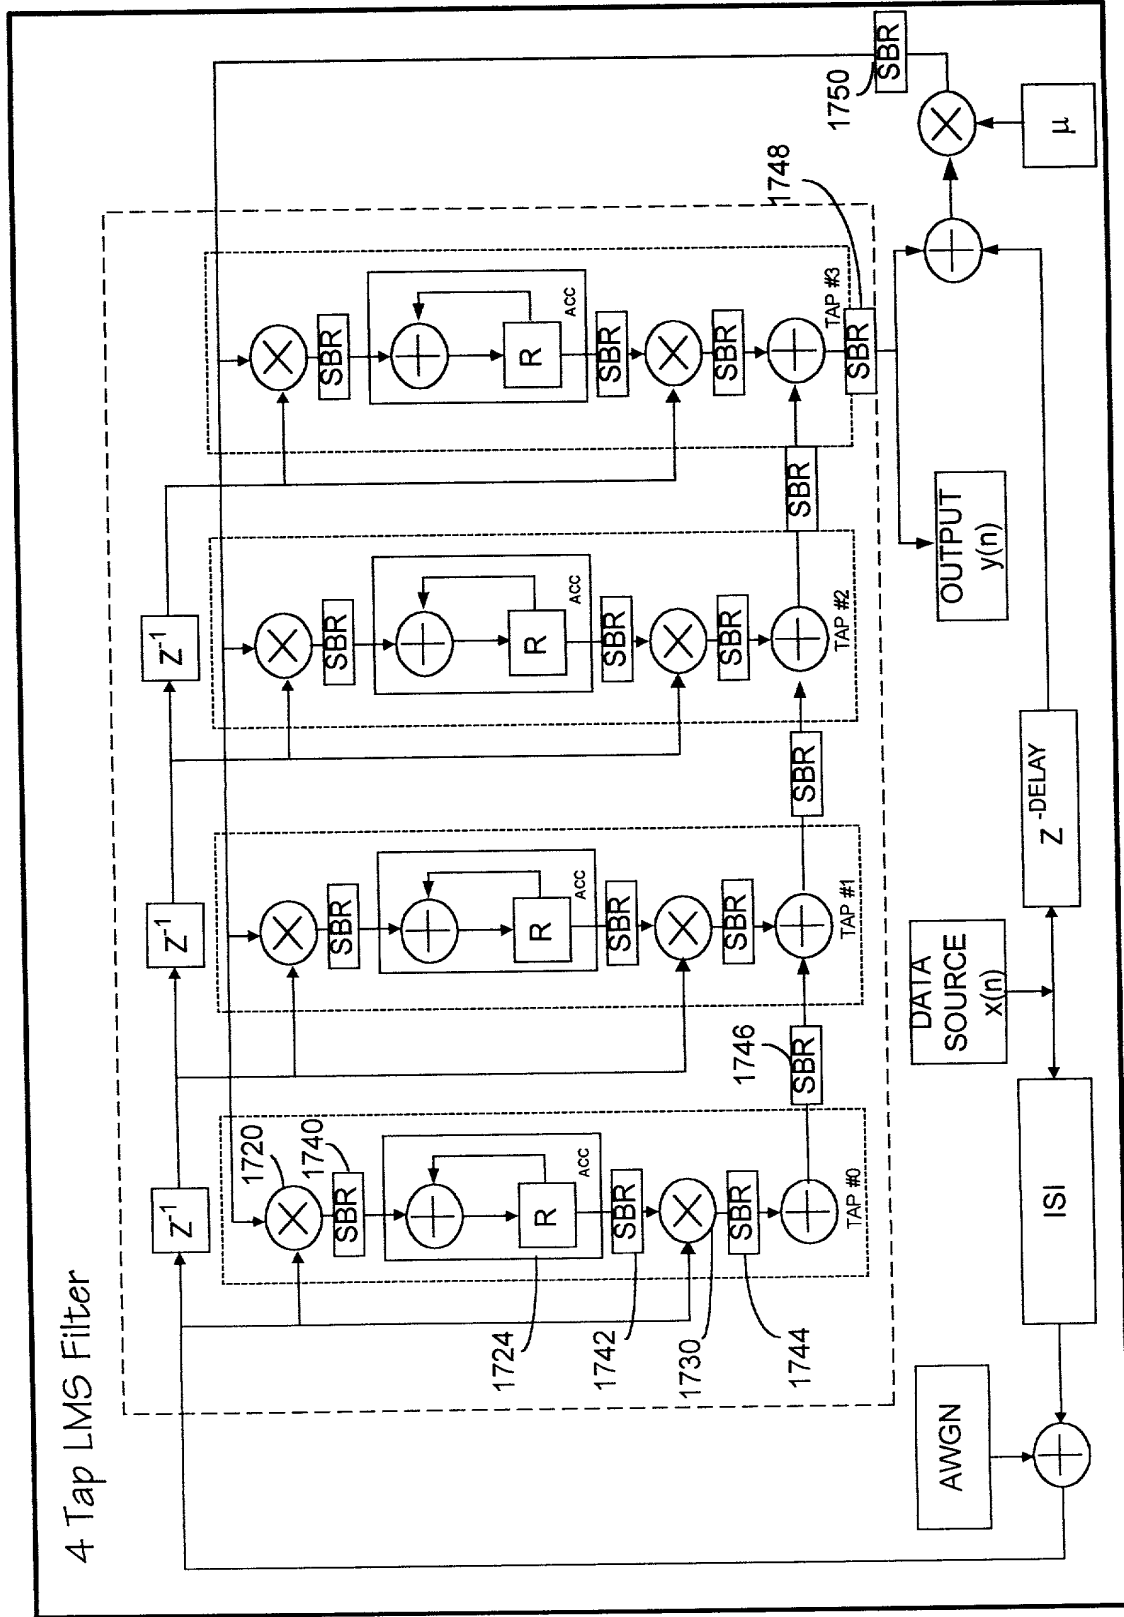 4 Tap LMS Filter
Z⁻¹
Z⁻¹
Z⁻¹
1720
1740
SBR
SBR
SBR
SBR
1724
R
R
R
R
ACC
ACC
ACC
ACC
1742
SBR
SBR
SBR
SBR
1730
SBR
SBR
SBR
SBR
1744
1746
SBR
SBR
SBR
1748
TAP #0
TAP #1
TAP #2
TAP #3
SBR
1750
SBR
AWGN
DATA
SOURCE
x(n)
OUTPUT
y(n)
ISI
Z⁻ᴰᴱᴸᴬʸ
μ